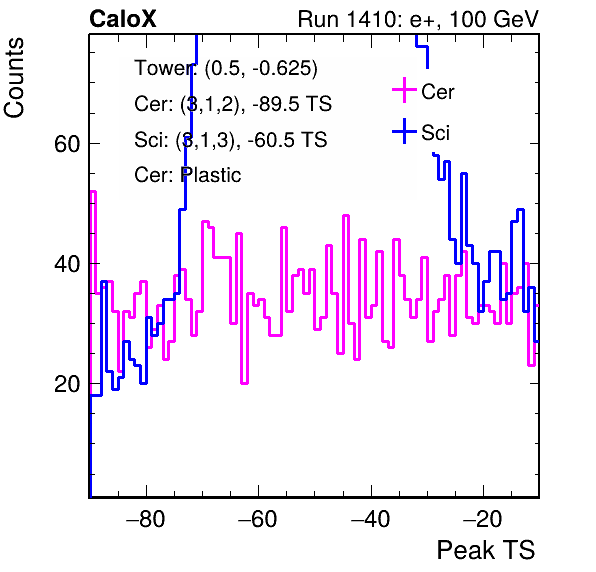 CaloX Run 1410: e+, 100 GeV
Counts
Tower: (0.5, -0.625)
Cer: (3,1,2), -89.5 TS
Sci: (3,1,3), -60.5 TS
Cer: Plastic
Cer
Sci
60
40
20
−80 −60 −40 −20
Peak TS